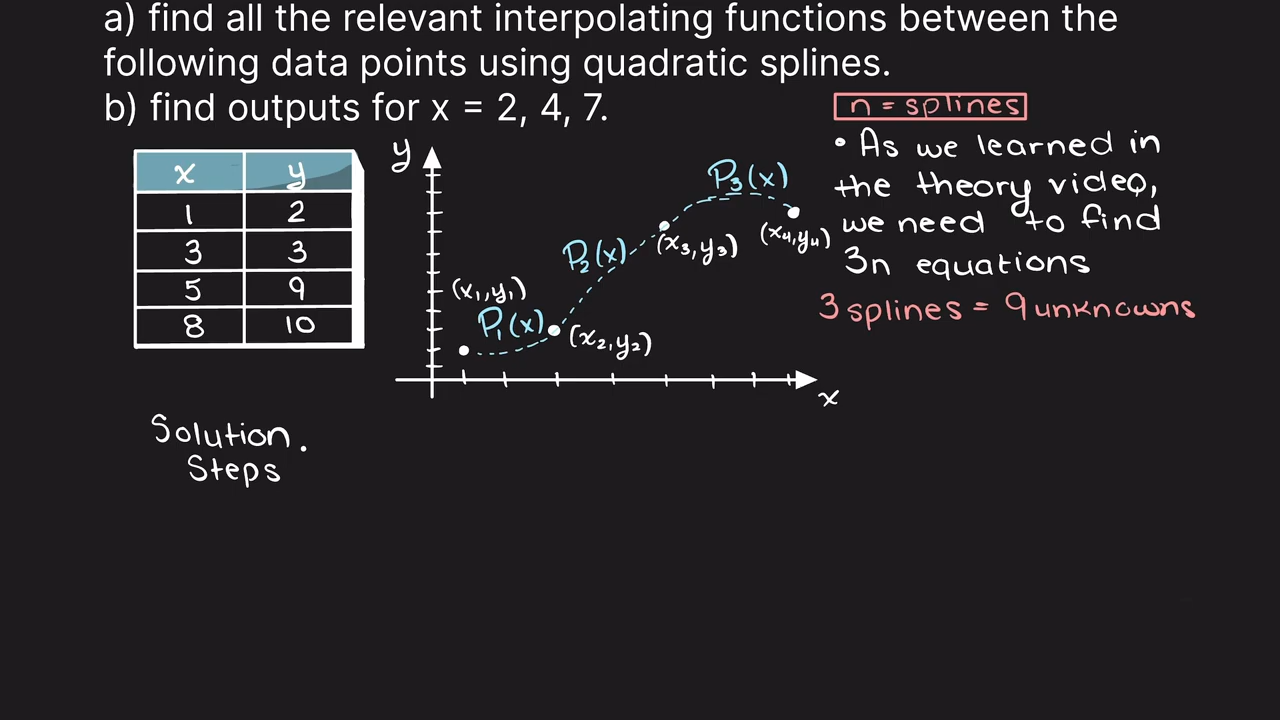 a) find all the relevant interpolating functions between the
following data points using quadratic splines.
b) find outputs for x = 2, 4, 7.
n = splines
• As we learned in
the theory video,
we need to find
3n equations
3 splines = 9 unknowns
x y
1 2
3 3
5 9
8 10
y
P₃(x)
(x₄,y₄)
(x₃,y₃)
P₂(x)
(x₁,y₁)
P₁(x)
(x₂,y₂)
x
Solution
Steps